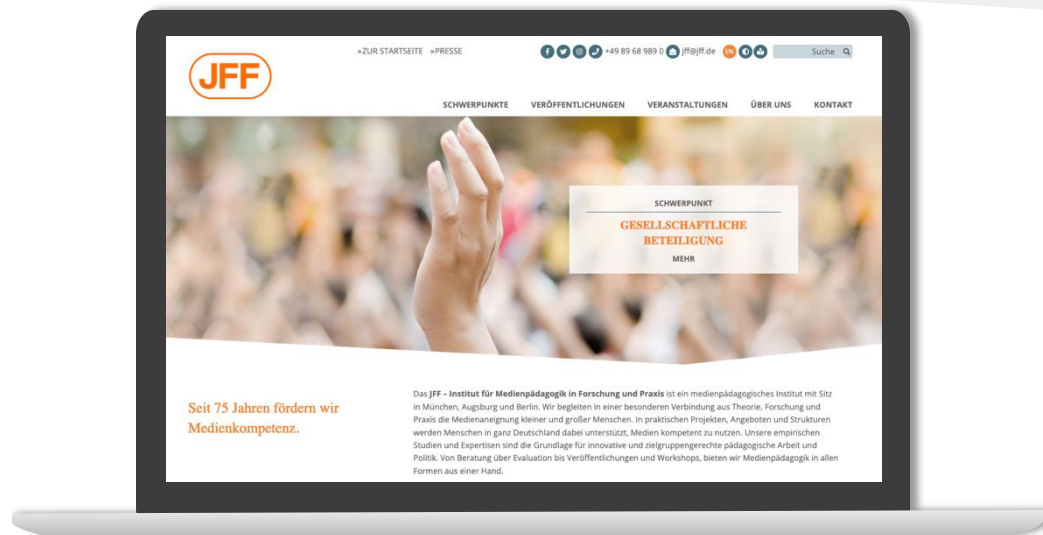 »ZUR STARTSEITE »PRESSE
+49 89 68 989 0 jff@jff.de EN Suche
JFF
SCHWERPUNKTE VERÖFFENTLICHUNGEN VERANSTALTUNGEN ÜBER UNS KONTAKT
SCHWERPUNKT
GESELLSCHAFTLICHE
BETEILIGUNG
MEHR
Seit 75 Jahren fördern wir
Medienkompetenz.
Das JFF – Institut für Medienpädagogik in Forschung und Praxis ist ein medienpädagogisches Institut mit Sitz
in München, Augsburg und Berlin. Wir begleiten in einer besonderen Verbindung aus Theorie, Forschung und
Praxis die Medienaneignung kleiner und großer Menschen. In praktischen Projekten, Angeboten und Strukturen
werden Menschen in ganz Deutschland dabei unterstützt, Medien kompetent zu nutzen. Unsere empirischen
Studien und Expertisen sind die Grundlage für innovative und zielgruppengerechte pädagogische Arbeit und
Politik. Von Beratung über Evaluation bis Veröffentlichungen und Workshops, bieten wir Medienpädagogik in allen
Formen aus einer Hand.